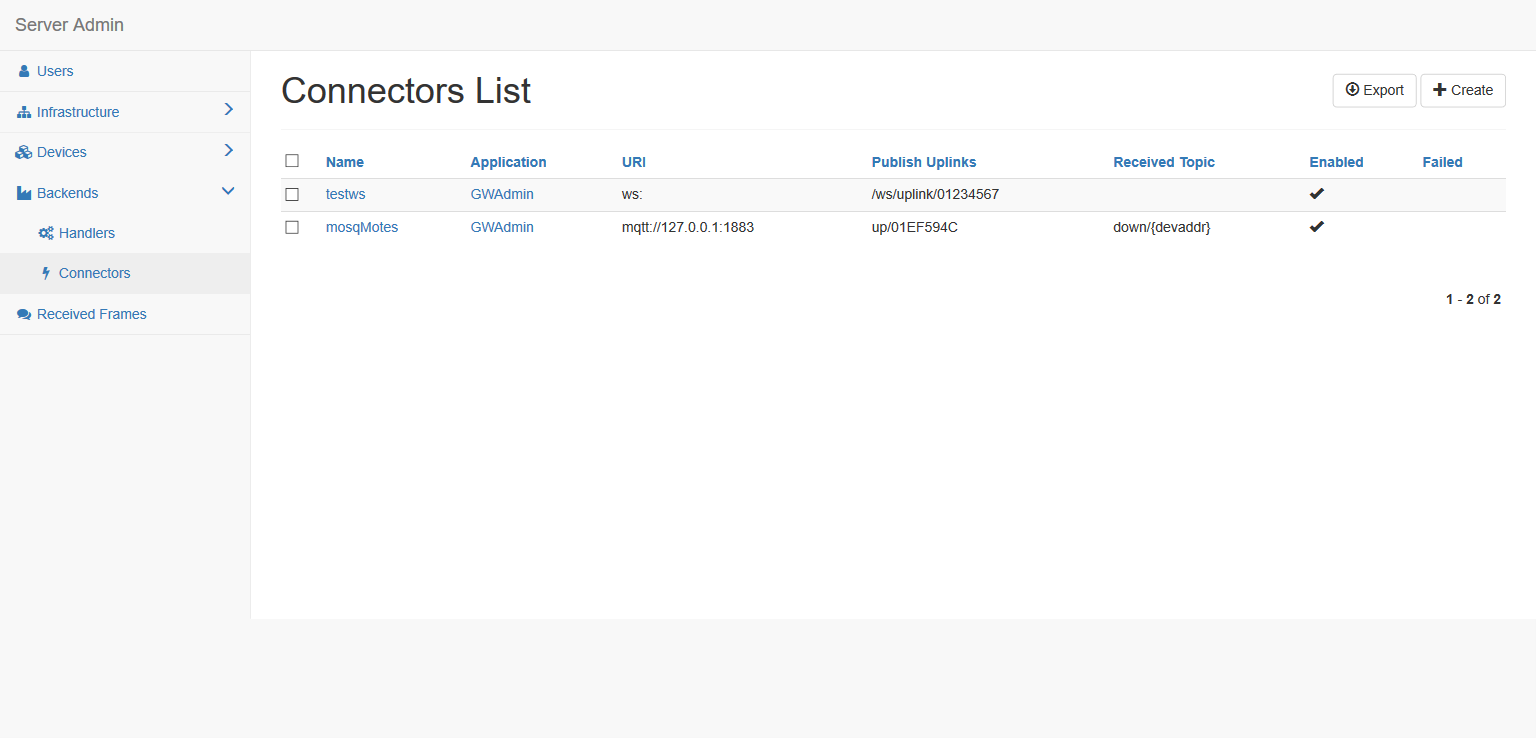 Server Admin
Users
Infrastructure
Devices
Backends
Handlers
Connectors
Received Frames
Connectors List
Export
Create
Name Application URI Publish Uplinks Received Topic Enabled Failed
testws GWAdmin ws: /ws/uplink/01234567
mosqMotes GWAdmin mqtt://127.0.0.1:1883 up/01EF594C down/{devaddr}
1 - 2 of 2